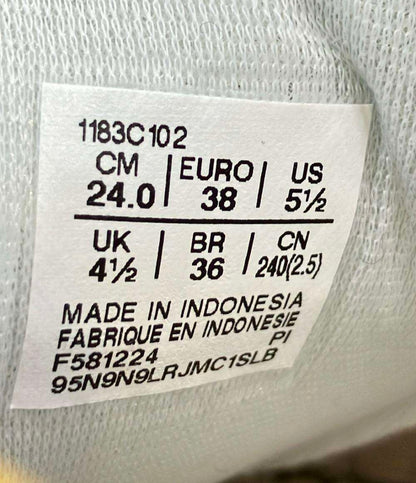 1183C102
CM | EURO | US
24.0 | 38 | 5½
UK | BR | CN
4½ | 36 | 240(2.5)
MADE IN INDONESIA
FABRIQUE EN INDONESIE
F581224 PI
95N9N9LRJMC1SLB